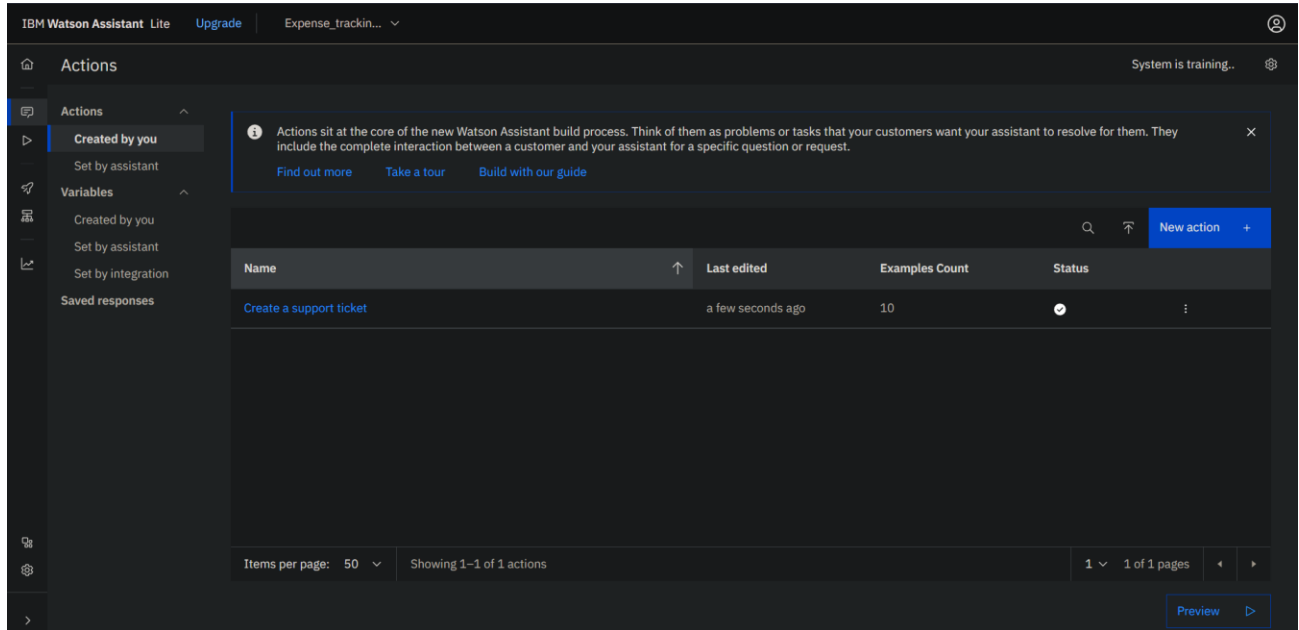 IBM Watson Assistant Lite Upgrade Expense_trackin...
Actions System is training..
Actions
Created by you
Set by assistant
Variables
Created by you
Set by assistant
Set by integration
Saved responses
Actions sit at the core of the new Watson Assistant build process. Think of them as problems or tasks that your customers want your assistant to resolve for them. They
include the complete interaction between a customer and your assistant for a specific question or request.
Find out more Take a tour Build with our guide
New action +
Name Last edited Examples Count Status
Create a support ticket a few seconds ago 10
Items per page: 50 Showing 1–1 of 1 actions 1 1 of 1 pages
Preview